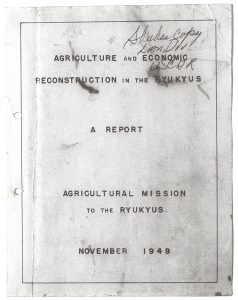 AGRICULTURE AND ECONOMIC
RECONSTRUCTION IN THE RYUKYUS
A REPORT
AGRICULTURAL MISSION
TO THE RYUKYUS
NOVEMBER 1949